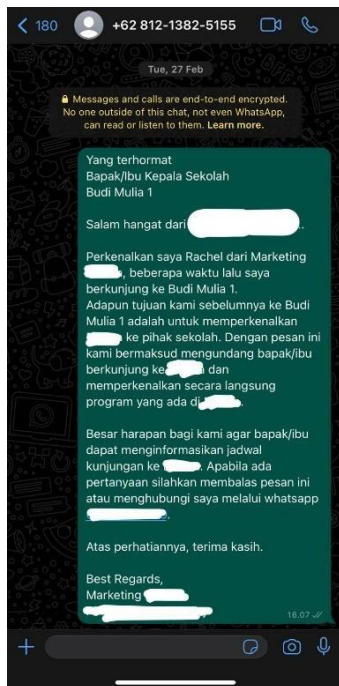 180
+62 812-1382-5155
Tue, 27 Feb
Messages and calls are end-to-end encrypted.
No one outside of this chat, not even WhatsApp,
can read or listen to them. Learn more.
Yang terhormat
Bapak/Ibu Kepala Sekolah
Budi Mulia 1
Salam hangat dari
Perkenalkan saya Rachel dari Marketing
, beberapa waktu lalu saya
berkunjung ke Budi Mulia 1.
Adapun tujuan kami sebelumnya ke Budi
Mulia 1 adalah untuk memperkenalkan
ke pihak sekolah. Dengan pesan ini
kami bermaksud mengundang bapak/ibu
berkunjung ke dan
memperkenalkan secara langsung
program yang ada di .
Besar harapan bagi kami agar bapak/ibu
dapat menginformasikan jadwal
kunjungan ke . Apabila ada
pertanyaan silahkan membalas pesan ini
atau menghubungi saya melalui whatsapp
.
Atas perhatiannya, terima kasih.
Best Regards,
Marketing
16.07